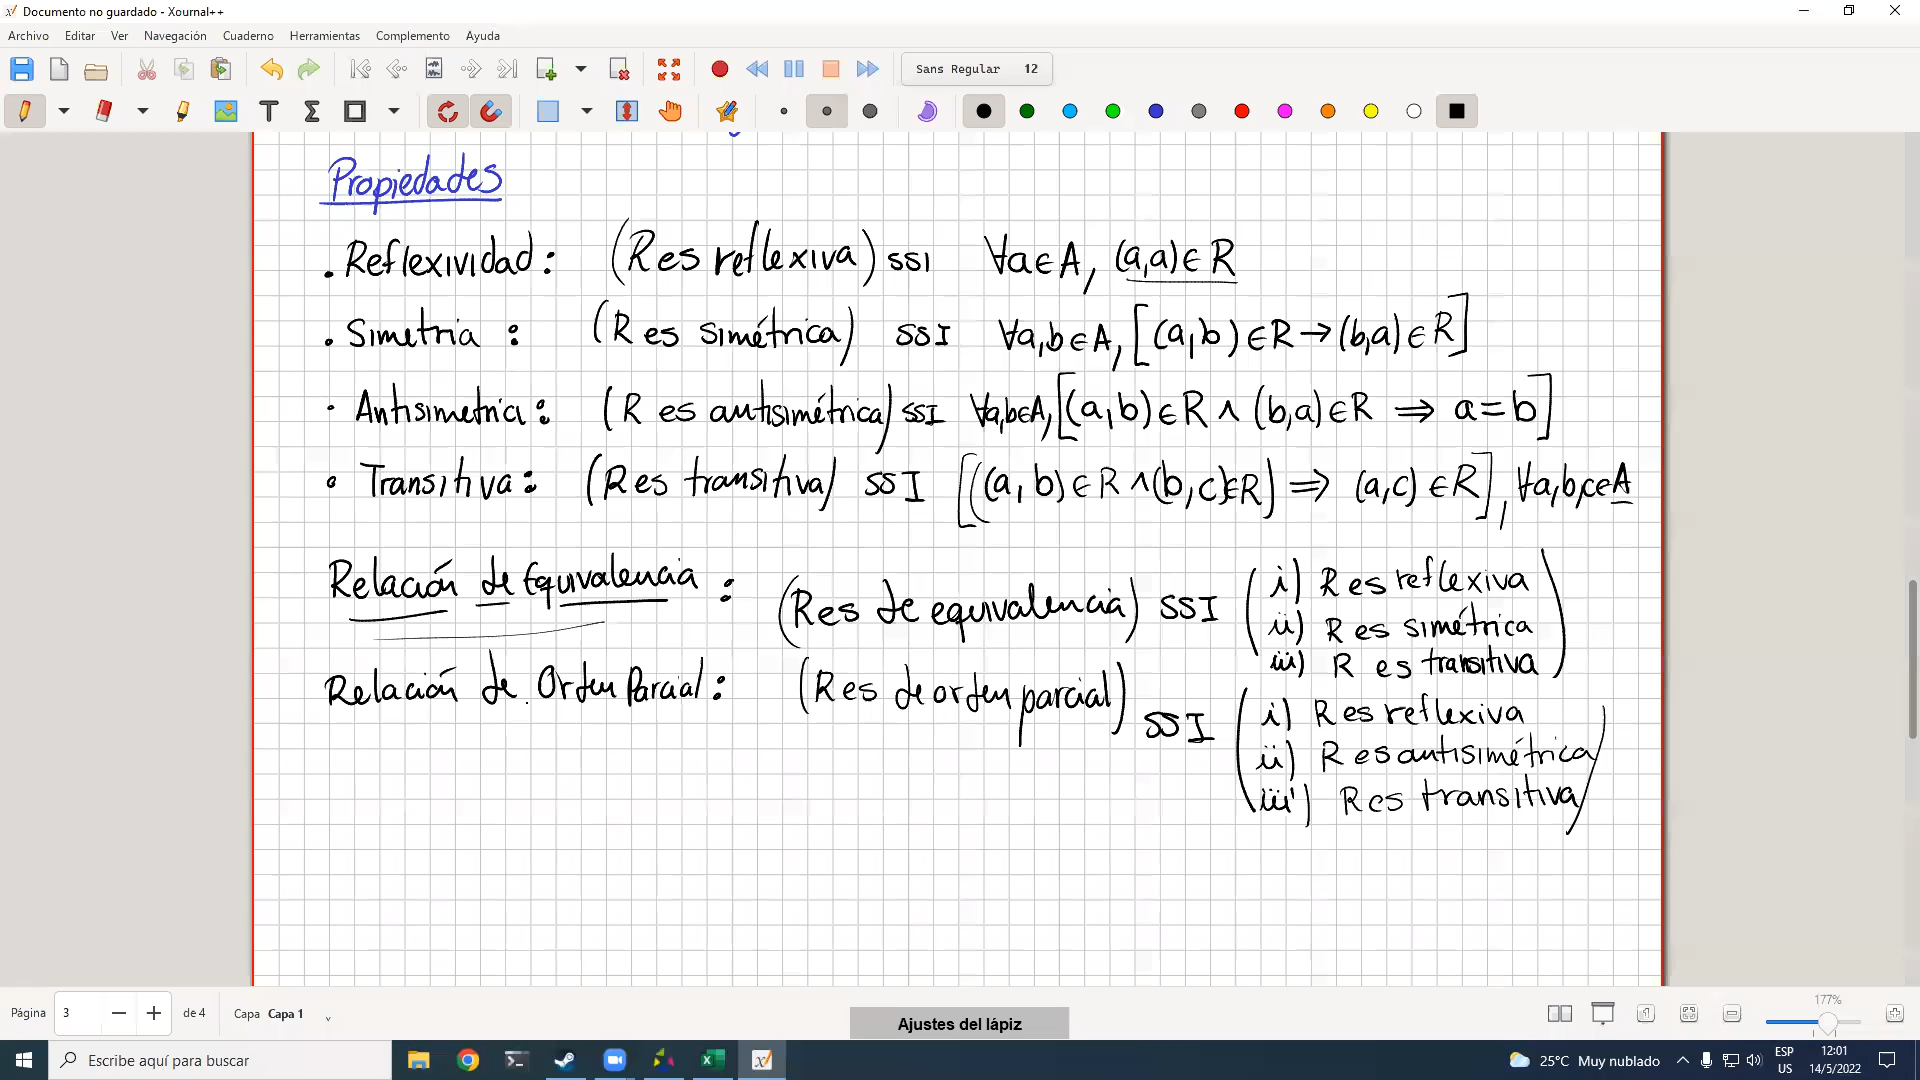 Documento no guardado - Xournal++
Archivo Editar Ver Navegación Cuaderno Herramientas Complemento Ayuda
Sans Regular 12
Propiedades
. Reflexividad: (R es reflexiva) SSI ∀a∈A, (a,a)∈R
. Simetria : (R es simétrica) SSI ∀a,b∈A, [(a,b)∈R→(b,a)∈R]
. Antisimetria: (R es antisimétrica) SSI ∀a,b∈A, [(a,b)∈R ∧ (b,a)∈R ⇒ a=b]
. Transitiva: (R es transitiva) SSI [((a,b)∈R ∧ (b,c)∈R) ⇒ (a,c)∈R], ∀a,b,c∈A
Relación de Equivalencia : (R es de equivalencia) SSI ( i) R es reflexiva
ii) R es simétrica
iii) R es transitiva )
Relación de Orden Parcial: (R es de orden parcial) SSI ( i) R es reflexiva
ii) R es antisimétrica
iii) R es transitiva )
Página 3 de 4 Capa Capa 1
Ajustes del lápiz
177%
Escribe aquí para buscar
25°C Muy nublado
ESP
US
12:01
14/5/2022